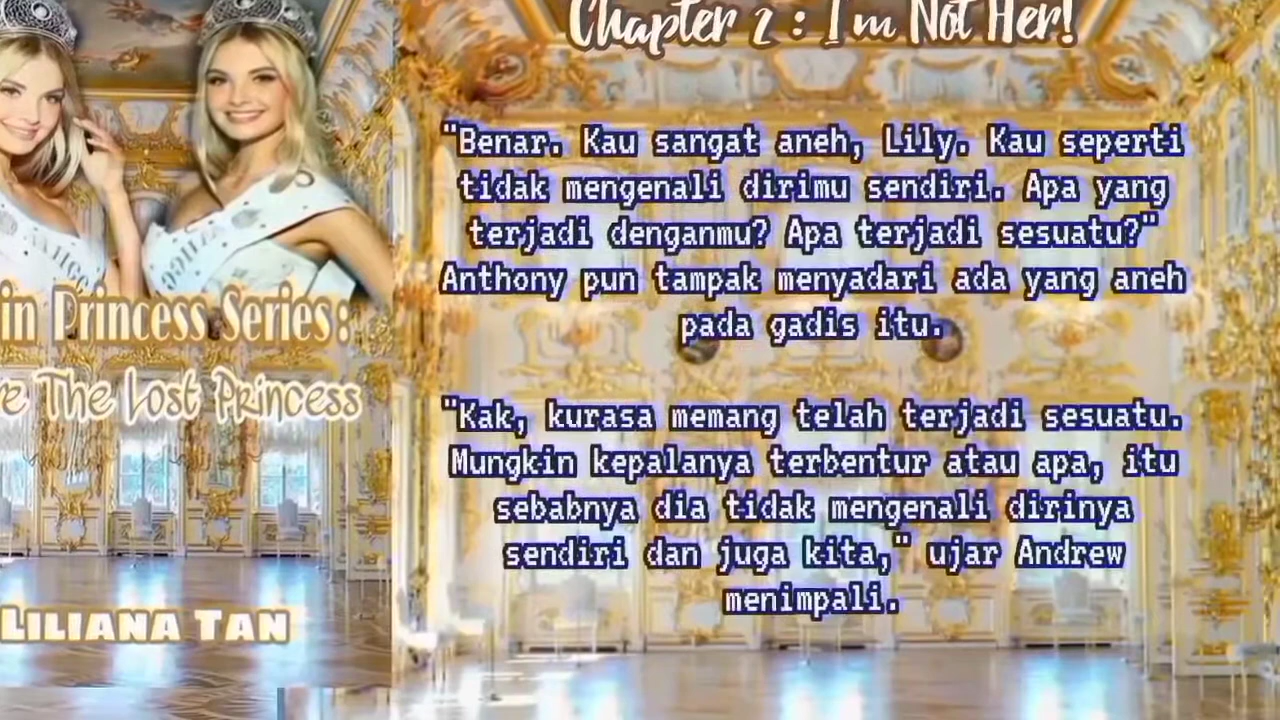 Chapter 2 : I'm Not Her!
"Benar. Kau sangat aneh, Lily. Kau seperti
tidak mengenali dirimu sendiri. Apa yang
terjadi denganmu? Apa terjadi sesuatu?"
Anthony pun tampak menyadari ada yang aneh
pada gadis itu.
"Kak, kurasa memang telah terjadi sesuatu.
Mungkin kepalanya terbentur atau apa, itu
sebabnya dia tidak mengenali dirinya
sendiri dan juga kita," ujar Andrew
menimpali.
in Princess Series:
e The Lost Princess
LILIANA TAN